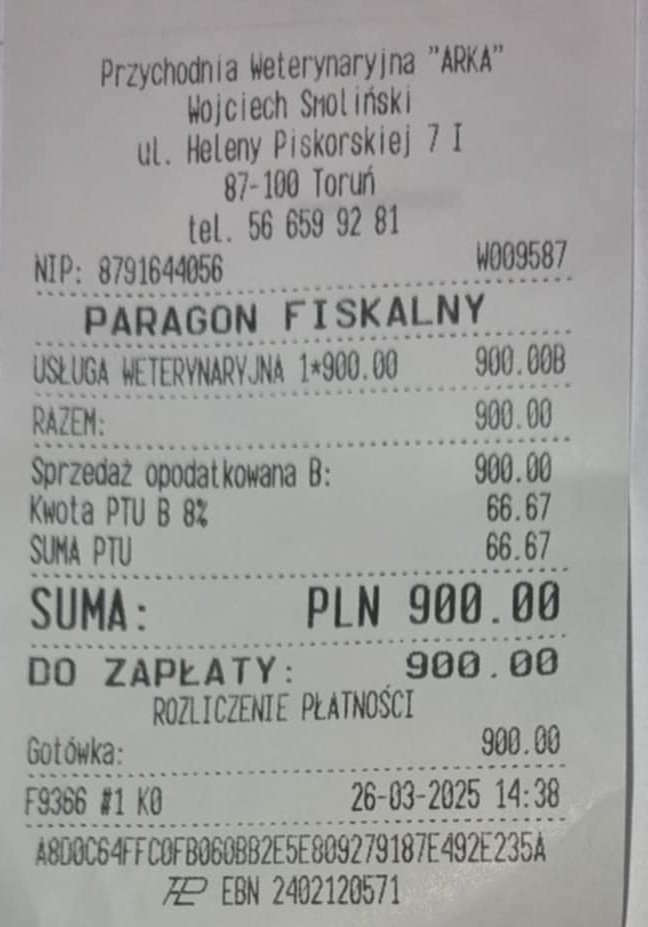 Przychodnia Weterynaryjna "ARKA"
Wojciech Smoliński
ul. Heleny Piskorskiej 7 I
87-100 Toruń
tel. 56 659 92 81
NIP: 8791644056 W009587
PARAGON FISKALNY
USŁUGA WETERYNARYJNA 1*900.00 900.00B
RAZEM: 900.00
Sprzedaż opodatkowana B: 900.00
Kwota PTU B 8% 66.67
SUMA PTU 66.67
SUMA: PLN 900.00
DO ZAPŁATY: 900.00
ROZLICZENIE PŁATNOŚCI
Gotówka: 900.00
F9366 #1 K0 26-03-2025 14:38
A8D0C64FFC0FB060BB2E5E809279187E492E235A
EBN 2402120571